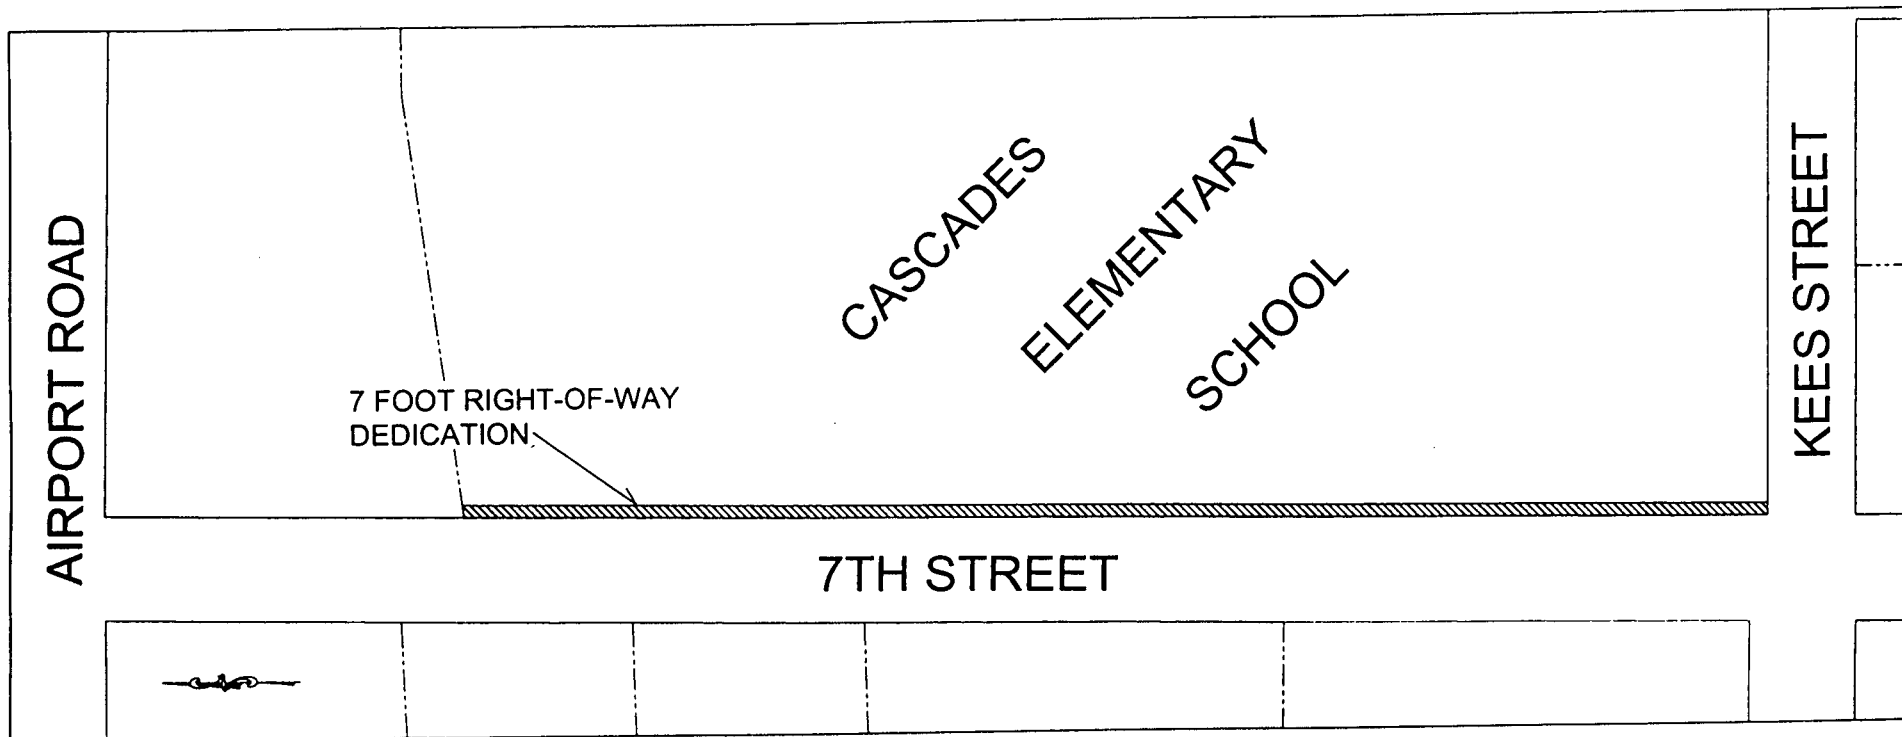 CASCADES
ELEMENTARY
SCHOOL
AIRPORT ROAD
KEES STREET
7 FOOT RIGHT-OF-WAY
DEDICATION
7TH STREET